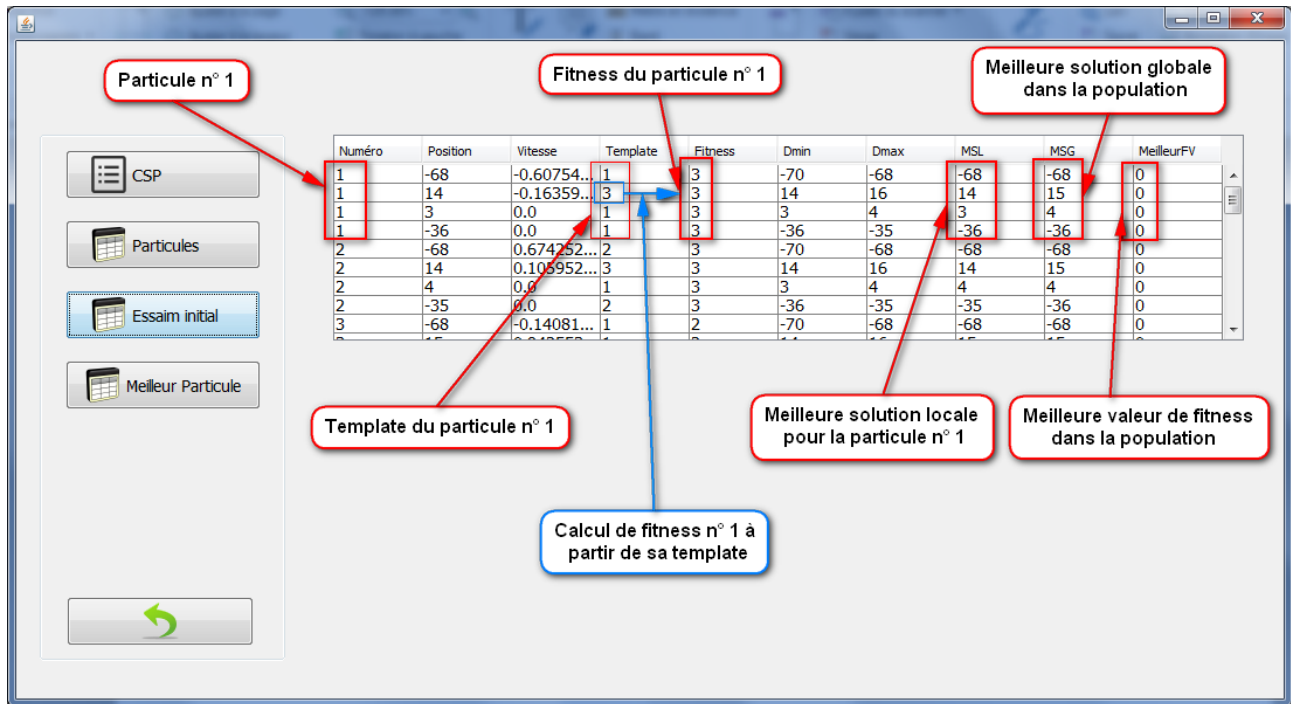 Particule n° 1
Fitness du particule n° 1
Meilleure solution globale
dans la population
CSP
Particules
Essaim initial
Meilleur Particule
Numéro Position Vitesse Template Fitness Dmin Dmax MSL MSG MeilleurFV
1 -68 -0.60754... 1 3 -70 -68 -68 -68 0
1 14 -0.16359... 3 3 14 16 14 15 0
1 3 0.0 1 3 3 4 3 4 0
1 -36 0.0 1 3 -36 -35 -36 -36 0
2 -68 0.674252... 2 3 -70 -68 -68 -68 0
2 14 0.105952... 3 3 14 16 14 15 0
2 4 0.0 1 3 3 4 4 4 0
2 -35 0.0 2 3 -36 -35 -35 -36 0
3 -68 -0.14081... 1 2 -70 -68 -68 -68 0
Template du particule n° 1
Meilleure solution locale
pour la particule n° 1
Meilleure valeur de fitness
dans la population
Calcul de fitness n° 1 à
partir de sa template